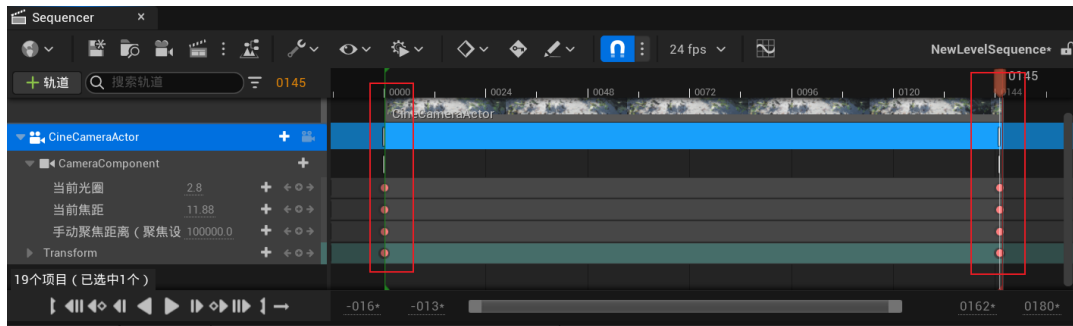 Sequencer ×
24 fps NewLevelSequence*
+ 轨道 搜索轨道 0145 0145
0000 0024 0048 0072 0096 0120 0144
CineCameraActor
CineCameraActor
CameraComponent
当前光圈 2.8
当前焦距 11.88
手动聚焦距离（聚焦设 100000.0
Transform
19个项目（已选中1个）
-016* -013* 0162* 0180*